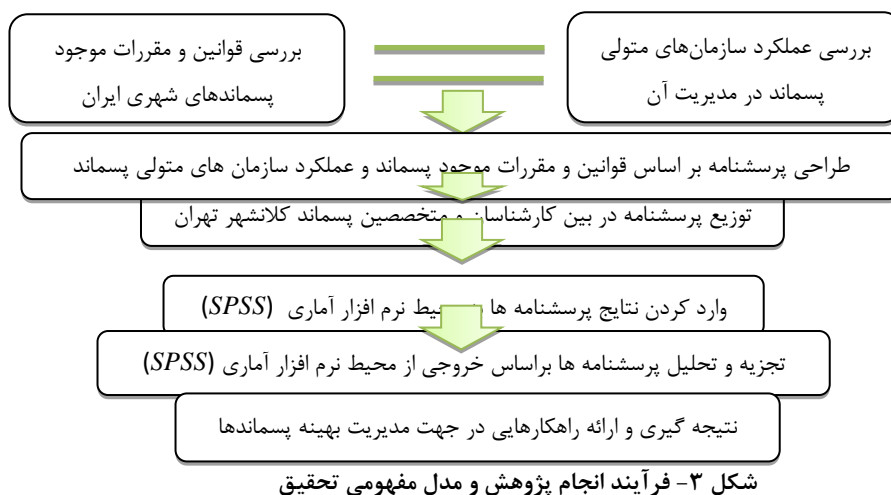 بررسی عملکرد سازمان‌های متولی
پسماند در مدیریت آن
بررسی قوانین و مقررات موجود
پسماندهای شهری ایران
طراحی پرسشنامه بر اساس قوانین و مقررات موجود پسماند و عملکرد سازمان های متولی پسماند
توزیع پرسشنامه در بین کارشناسان و متخصصین پسماند کلانشهر تهران
وارد کردن نتایج پرسشنامه ها نرم افزار آماری (SPSS)
تجزیه و تحلیل پرسشنامه ها براساس خروجی از محیط نرم افزار آماری (SPSS)
نتیجه گیری و ارائه راهکارهایی در جهت مدیریت بهینه پسماندها
شکل ۳- فرآیند انجام پژوهش و مدل مفهومی تحقیق